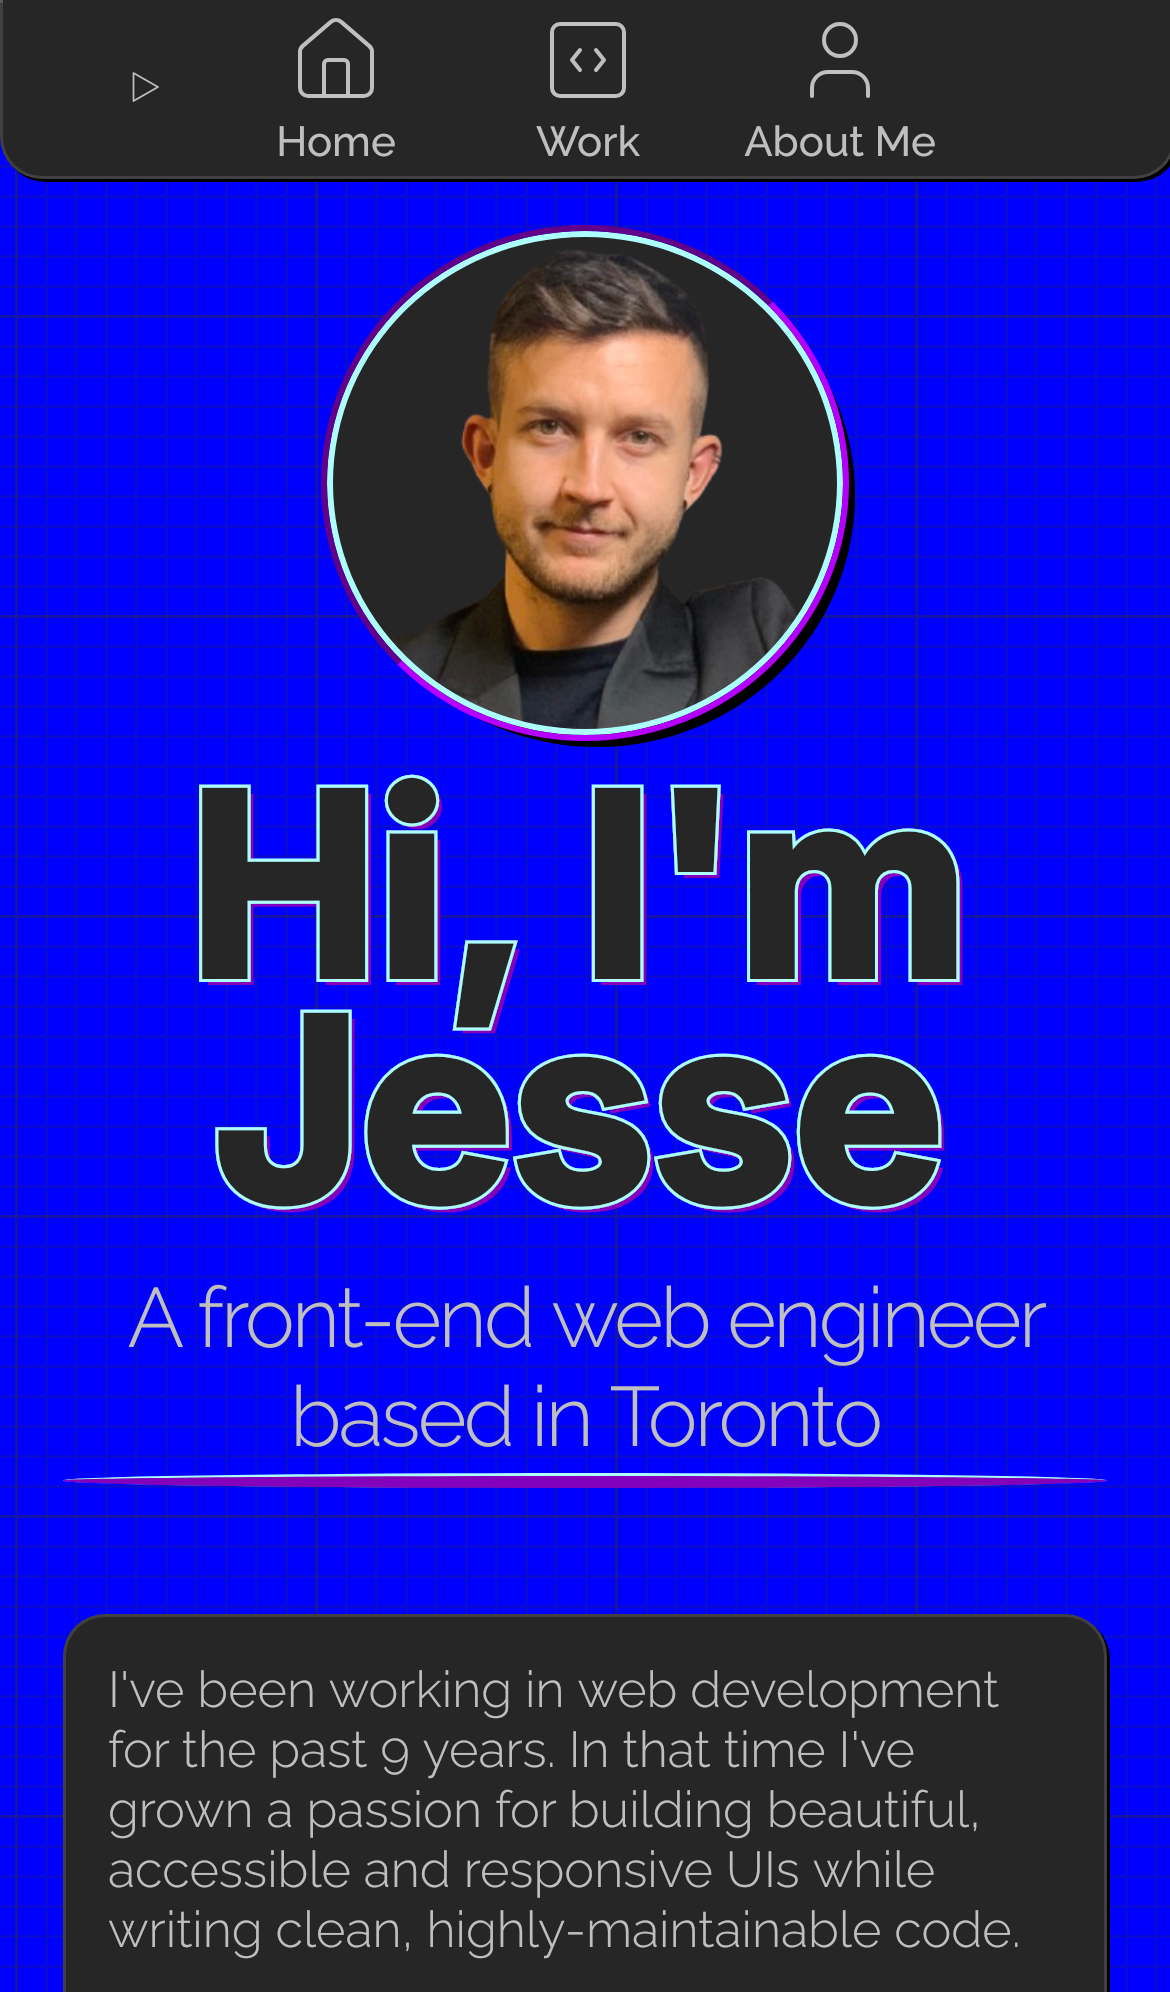 Home Work About Me
Hi, I'm
Jesse
A front-end web engineer
based in Toronto
I've been working in web development
for the past 9 years. In that time I've
grown a passion for building beautiful,
accessible and responsive UIs while
writing clean, highly-maintainable code.